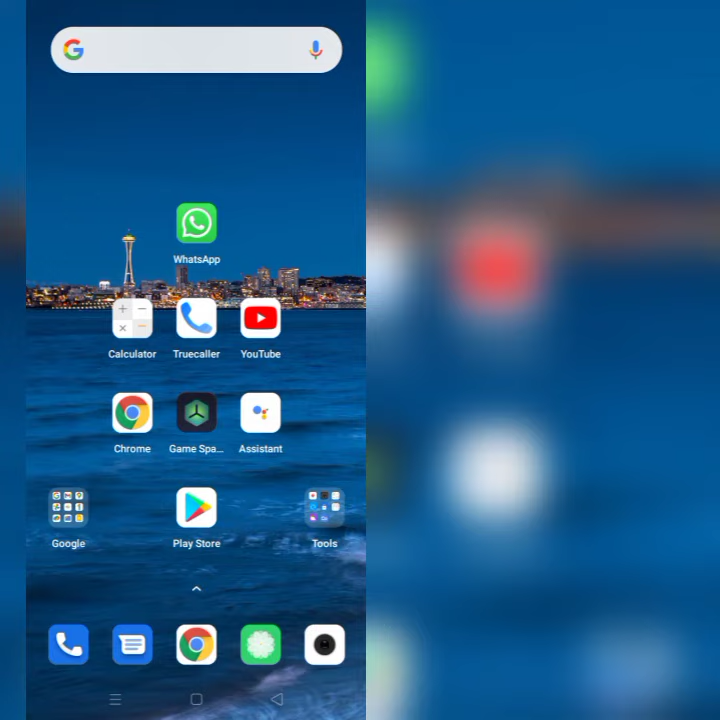 WhatsApp
Calculator Truecaller YouTube
Chrome Game Spa... Assistant
Google Play Store Tools